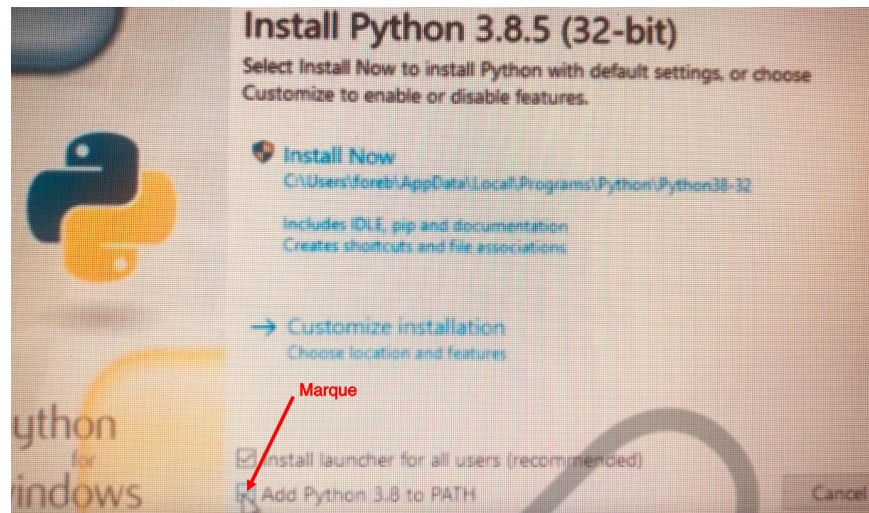 Install Python 3.8.5 (32-bit)
Select Install Now to install Python with default settings, or choose
Customize to enable or disable features.
Install Now
C:\Users\foreb\AppData\Local\Programs\Python\Python38-32
Includes IDLE, pip and documentation
Creates shortcuts and file associations
Customize installation
Choose location and features
Marque
ython
for
indows
Install launcher for all users (recommended)
Add Python 3.8 to PATH
Cancel